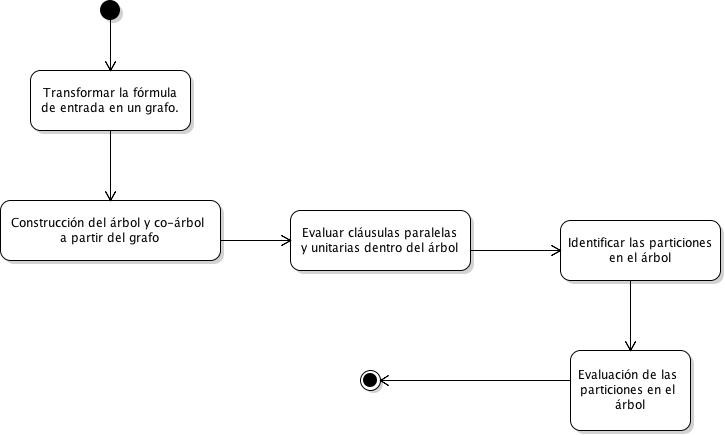 Transformar la fórmula
de entrada en un grafo.
Construcción del árbol y co-árbol
a partir del grafo
Evaluar cláusulas paralelas
y unitarias dentro del árbol
Identificar las particiones
en el árbol
Evaluación de las
particiones en el
árbol